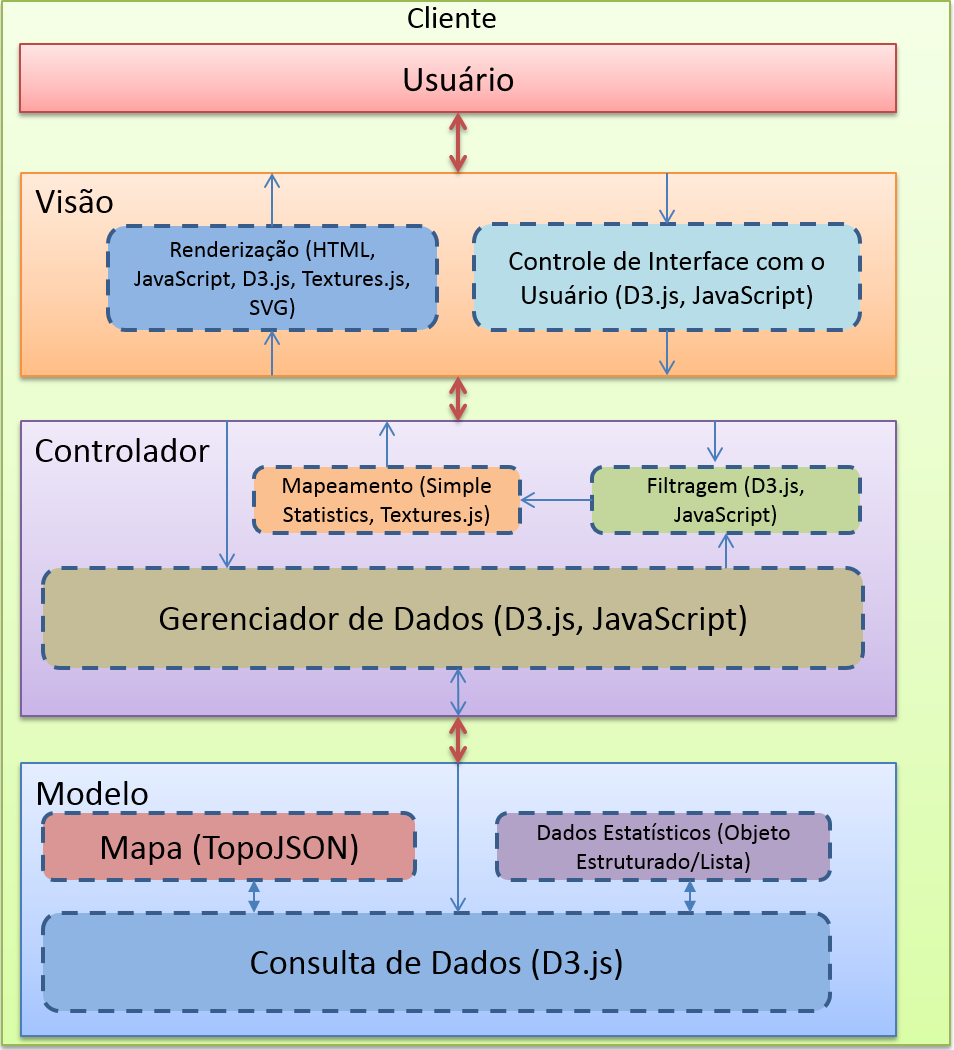 Cliente
Usuário
Visão
Renderização (HTML,
JavaScript, D3.js, Textures.js,
SVG)
Controle de Interface com o
Usuário (D3.js, JavaScript)
Controlador
Mapeamento (Simple
Statistics, Textures.js)
Filtragem (D3.js,
JavaScript)
Gerenciador de Dados (D3.js, JavaScript)
Modelo
Mapa (TopoJSON)
Dados Estatísticos (Objeto
Estruturado/Lista)
Consulta de Dados (D3.js)